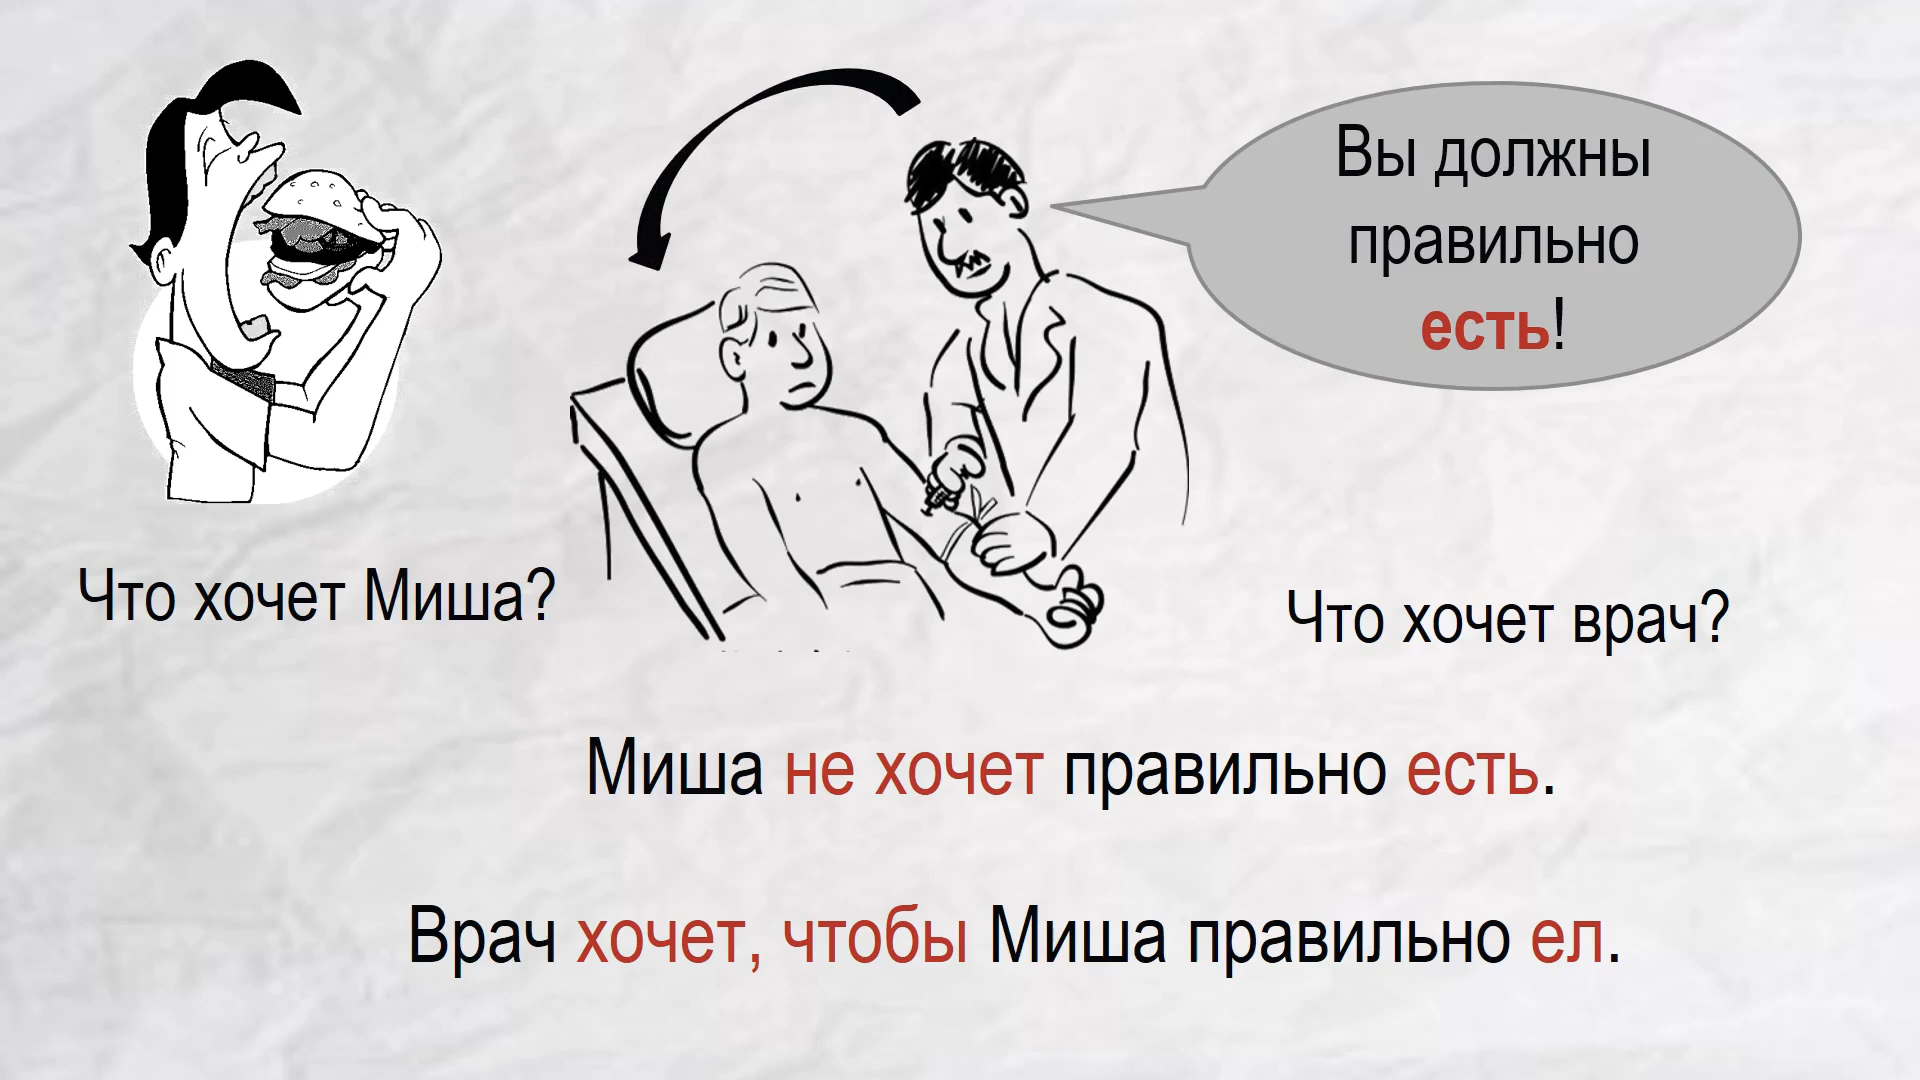 Вы должны
правильно
есть!
Что хочет Миша?
Что хочет врач?
Миша не хочет правильно есть.
Врач хочет, чтобы Миша правильно ел.